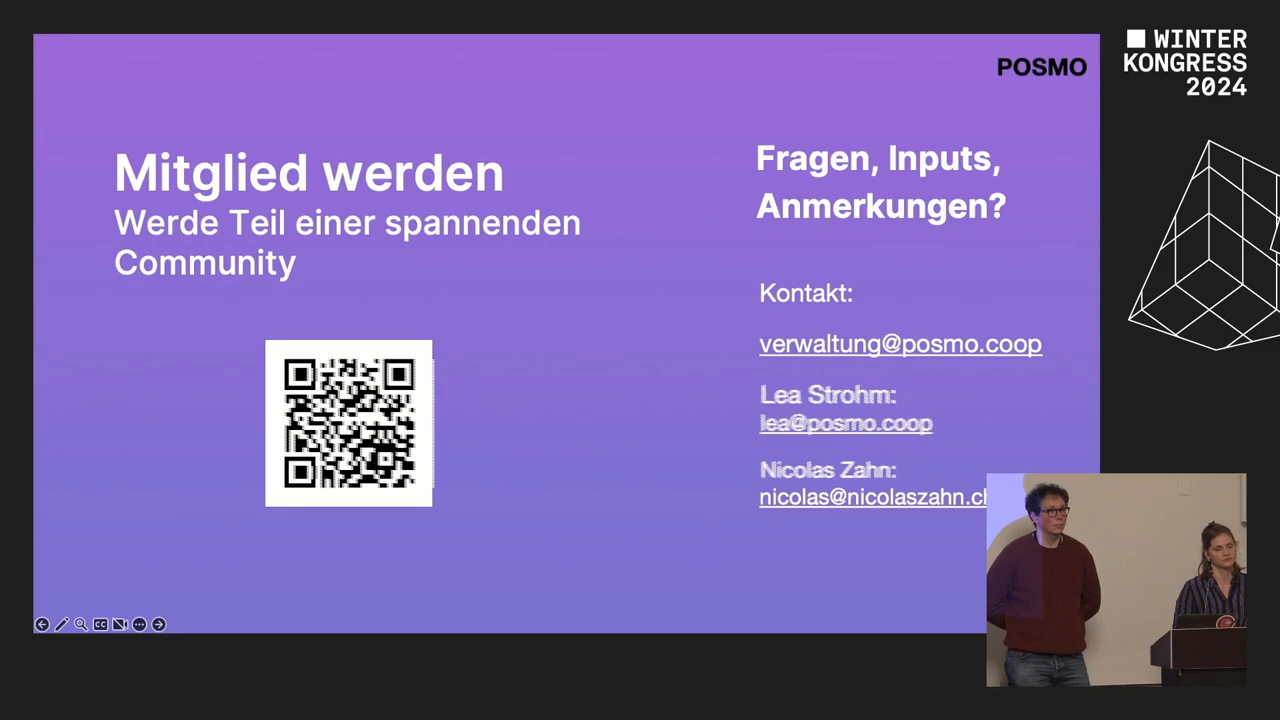 POSMO
WINTER
KONGRESS
2024
Mitglied werden
Werde Teil einer spannenden
Community
Fragen, Inputs,
Anmerkungen?
Kontakt:
verwaltung@posmo.coop
Lea Strohm:
lea@posmo.coop
Nicolas Zahn:
nicolas@nicolaszahn.ch
CC